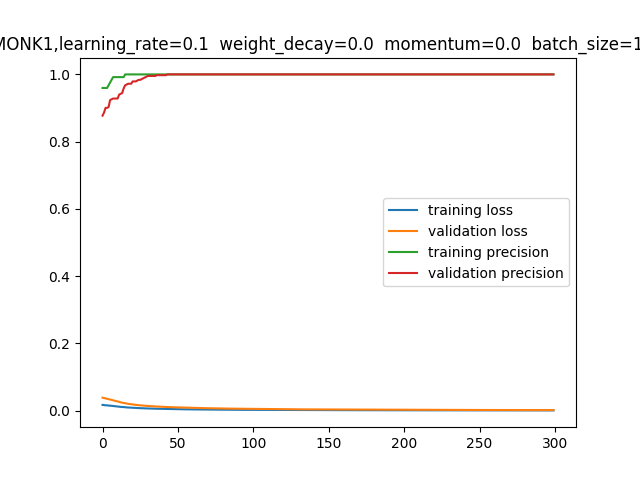 MONK1,learning_rate=0.1 weight_decay=0.0 momentum=0.0 batch_size=1
1.0
0.8
0.6
0.4
0.2
0.0
training loss
validation loss
training precision
validation precision
0 50 100 150 200 250 300